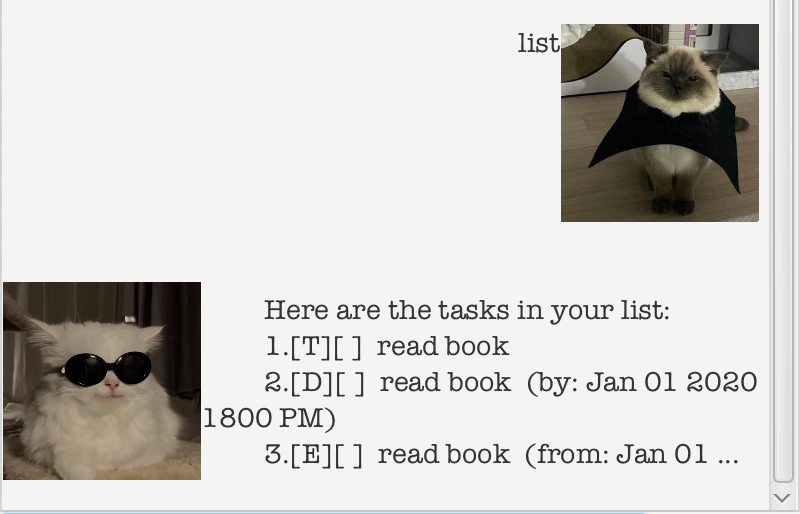 list
Here are the tasks in your list:
1.[T][ ]  read book
2.[D][ ]  read book  (by: Jan 01 2020
1800 PM)
3.[E][ ]  read book  (from: Jan 01 ...